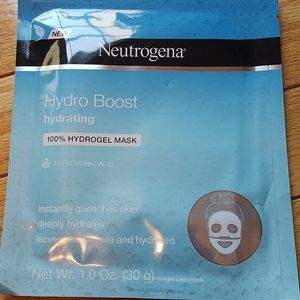 NEW
Neutrogena®
Hydro Boost
hydrating
100% HYDROGEL MASK
HYALURONIC ACID
instantly quenches skin
deeply hydrates
leaves and hydrated
Net Wt. 1.0 Oz. (30 g)